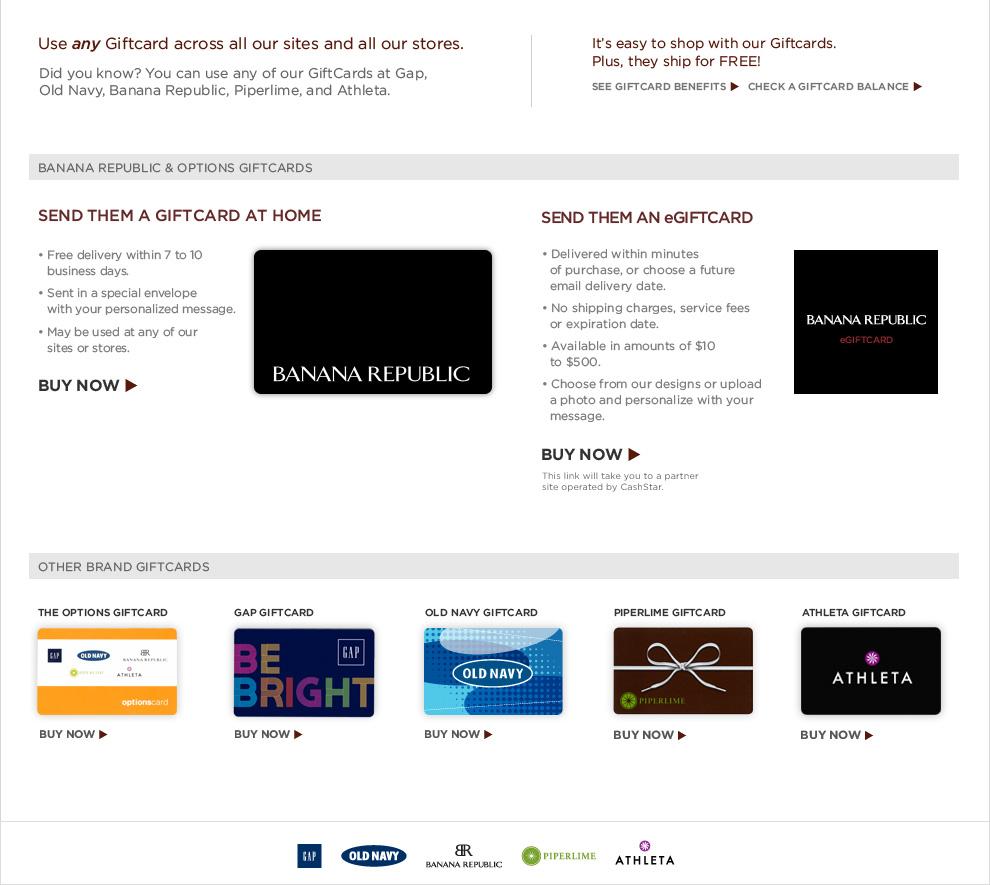 Use any Giftcard across all our sites and all our stores.
Did you know? You can use any of our GiftCards at Gap,
Old Navy, Banana Republic, Piperlime, and Athleta.
It's easy to shop with our Giftcards.
Plus, they ship for FREE!
SEE GIFTCARD BENEFITS ▶ CHECK A GIFTCARD BALANCE ▶
BANANA REPUBLIC & OPTIONS GIFTCARDS
SEND THEM A GIFTCARD AT HOME
• Free delivery within 7 to 10
business days.
• Sent in a special envelope
with your personalized message.
• May be used at any of our
sites or stores.
BUY NOW ▶
BANANA REPUBLIC
SEND THEM AN eGIFTCARD
• Delivered within minutes
of purchase, or choose a future
email delivery date.
• No shipping charges, service fees
or expiration date.
• Available in amounts of $10
to $500.
• Choose from our designs or upload
a photo and personalize with your
message.
BUY NOW ▶
This link will take you to a partner
site operated by CashStar.
BANANA REPUBLIC
eGIFTCARD
OTHER BRAND GIFTCARDS
THE OPTIONS GIFTCARD
GAP
OLD NAVY
BR
BANANA REPUBLIC
PIPERLIME
ATHLETA
optionscard
BUY NOW ▶
GAP GIFTCARD
GAP
BE
BRIGHT
BUY NOW ▶
OLD NAVY GIFTCARD
OLD NAVY
BUY NOW ▶
PIPERLIME GIFTCARD
PIPERLIME
BUY NOW ▶
ATHLETA GIFTCARD
ATHLETA
BUY NOW ▶
GAP
OLD NAVY
BR
BANANA REPUBLIC
PIPERLIME
ATHLETA